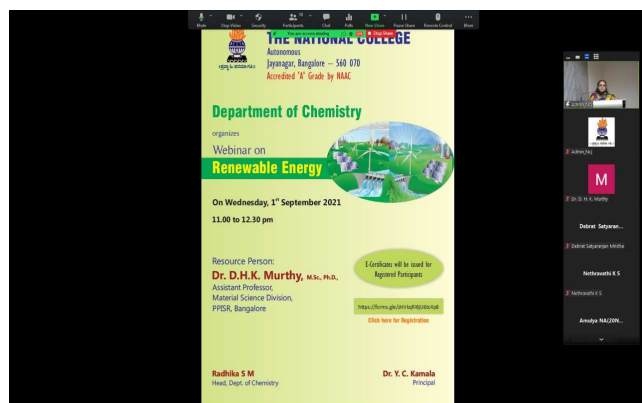 Mute
Stop Video
Security
Participants
Chat
Polls
New Share
Pause Share
Remote Control
More
You are screen sharing
Stop Share
THE NATIONAL COLLEGE
Autonomous
Jayanagar, Bangalore – 560 070
Accredited 'A' Grade by NAAC
Department of Chemistry
organizes
Webinar on
Renewable Energy
On Wednesday, 1st September 2021
11.00 to 12.30 pm
Resource Person:
Dr. D.H.K. Murthy, M.Sc., Ph.D.,
Assistant Professor,
Material Science Division,
PPISR, Bangalore
E-Certificates will be issued for
Registered Participants
Click here for Registration
Radhika S M
Head, Dept. of Chemistry
Dr. Y. C. Kamala
Principal
M
Dr. D. H. K. Murthy
Debrat Satyaran...
Debrat Satyaranjan Mridha
Nethravathi K S
Nethravathi K S
Amulya NA(20N...